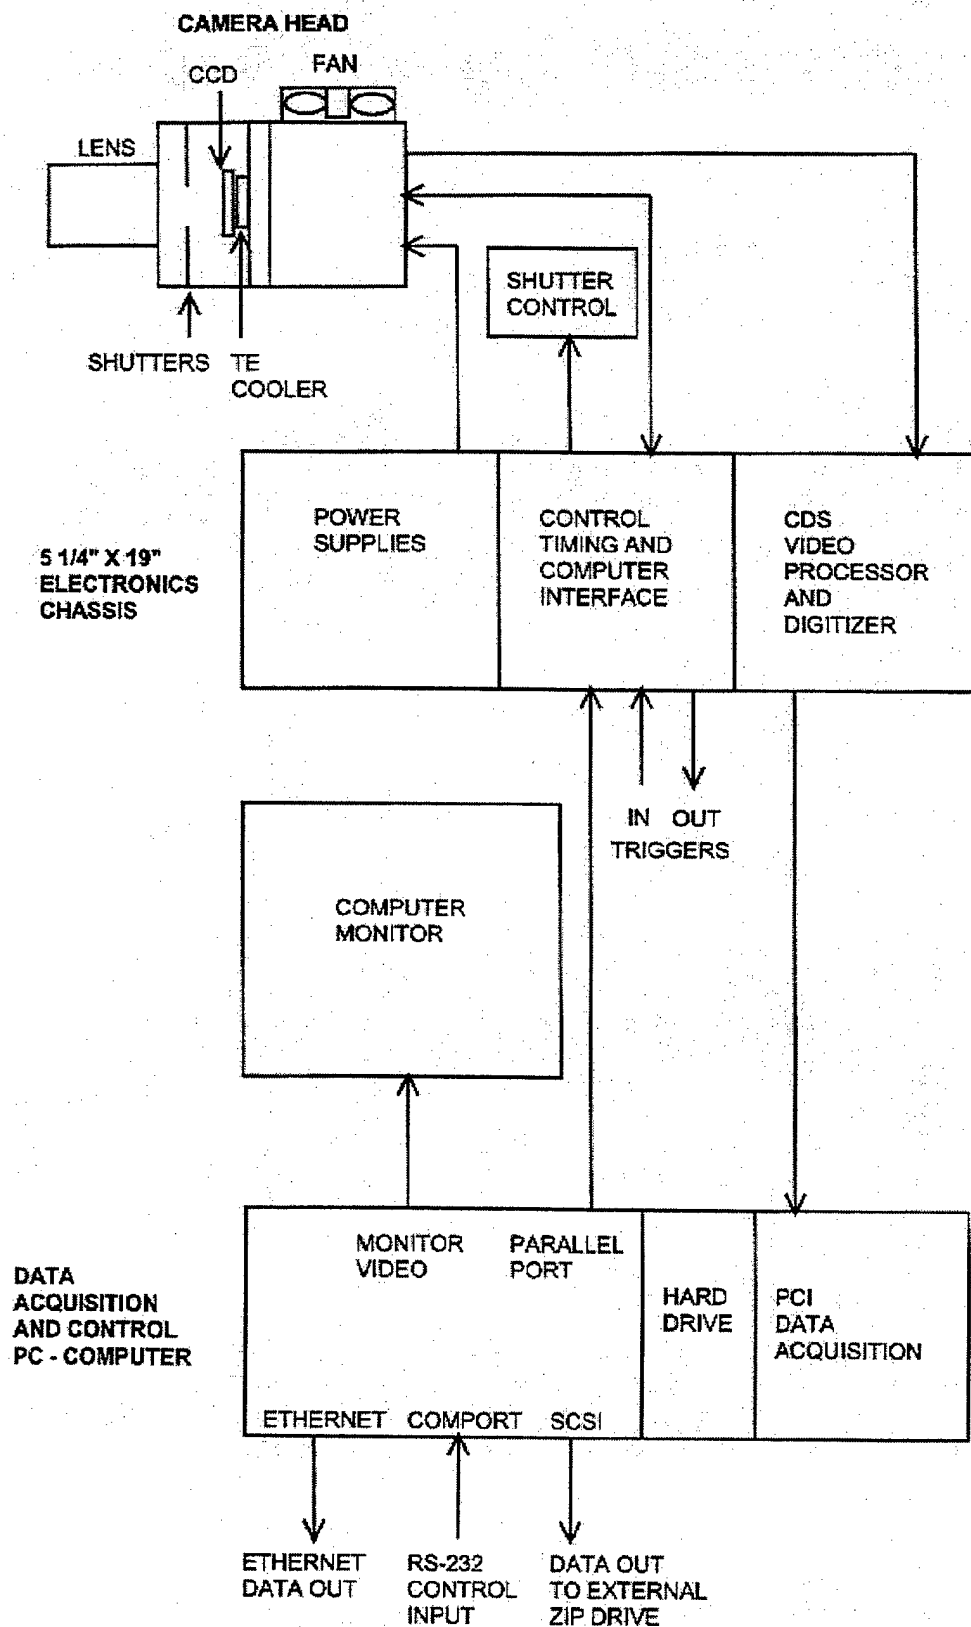 CAMERA HEAD
FAN
CCD
LENS
SHUTTER
CONTROL
SHUTTERS
TE
COOLER
5 1/4" X 19"
ELECTRONICS
CHASSIS
POWER
SUPPLIES
CONTROL
TIMING AND
COMPUTER
INTERFACE
CDS
VIDEO
PROCESSOR
AND
DIGITIZER
IN OUT
TRIGGERS
COMPUTER
MONITOR
DATA
ACQUISITION
AND CONTROL
PC - COMPUTER
MONITOR
VIDEO
PARALLEL
PORT
HARD
DRIVE
PCI
DATA
ACQUISITION
ETHERNET
COMPORT
SCSI
ETHERNET
DATA OUT
RS-232
CONTROL
INPUT
DATA OUT
TO EXTERNAL
ZIP DRIVE